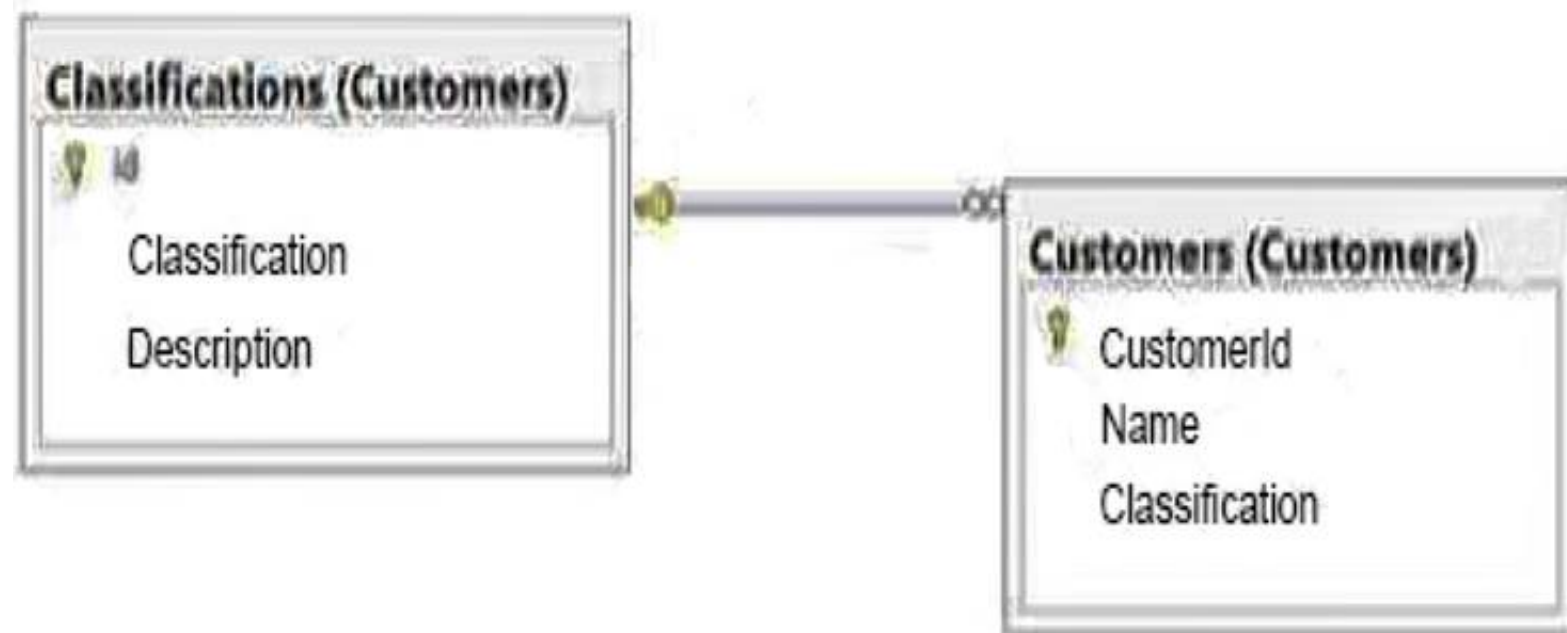 Classifications (Customers)
Id
Classification
Description
Customers (Customers)
CustomerId
Name
Classification